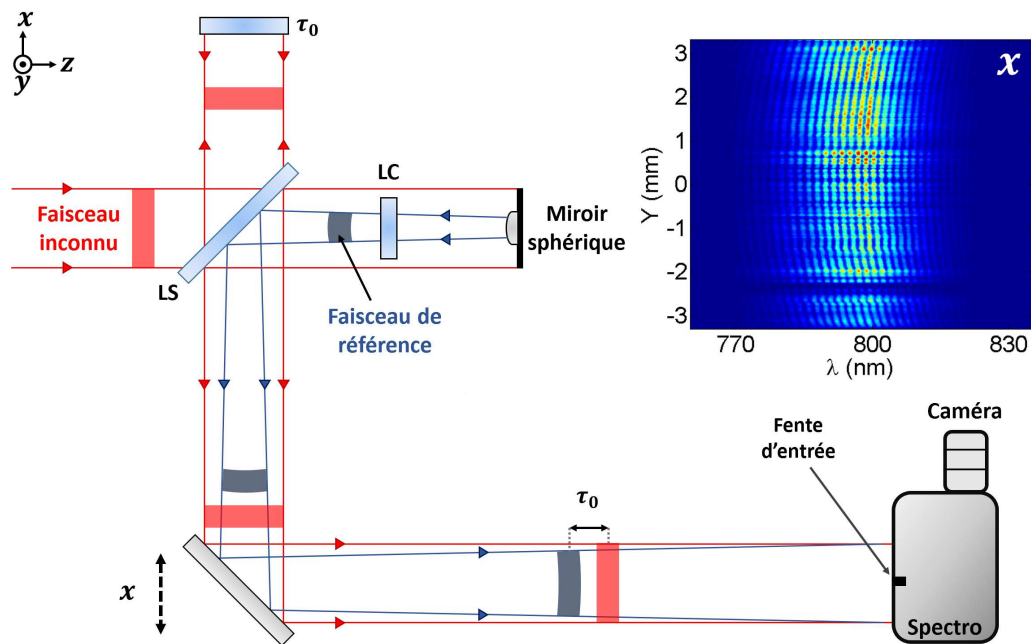 x
y
z
τ₀
Faisceau
inconnu
LS
LC
Miroir
sphérique
Faisceau de
référence
x
Y (mm)
3
2
1
0
-1
-2
-3
770
800
830
λ (nm)
Caméra
Fente
d'entrée
τ₀
x
Spectro